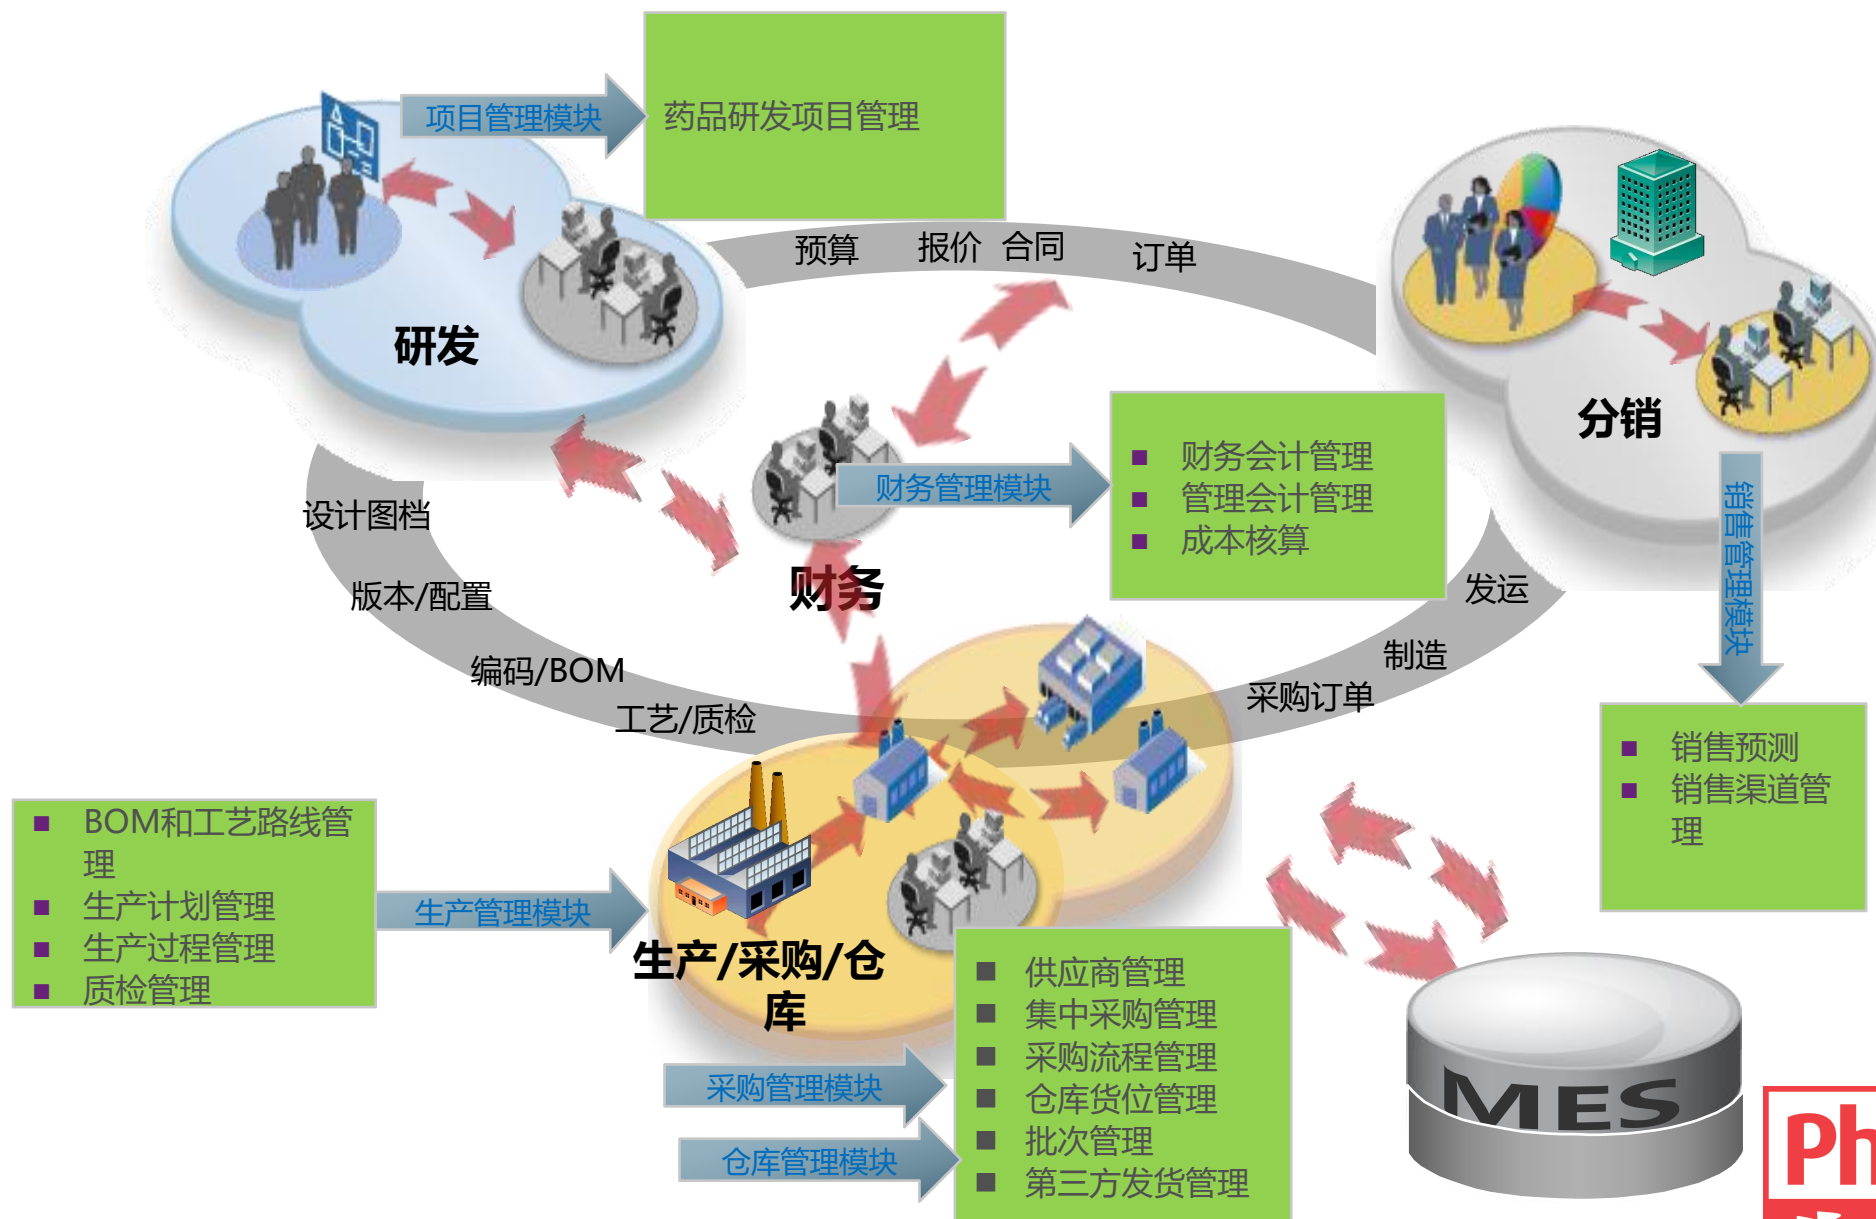 项目管理模块
药品研发项目管理
预算
报价
合同
订单
研发
分销
财务管理模块
■ 财务会计管理
■ 管理会计管理
■ 成本核算
财务
销售管理模块
设计图档
版本/配置
编码/BOM
工艺/质检
发运
制造
采购订单
■ 销售预测
■ 销售渠道管
理
■ BOM和工艺路线管
理
■ 生产计划管理
■ 生产过程管理
■ 质检管理
生产管理模块
生产/采购/仓
库
■ 供应商管理
■ 集中采购管理
■ 采购流程管理
■ 仓库货位管理
■ 批次管理
■ 第三方发货管理
采购管理模块
仓库管理模块
MES
Ph